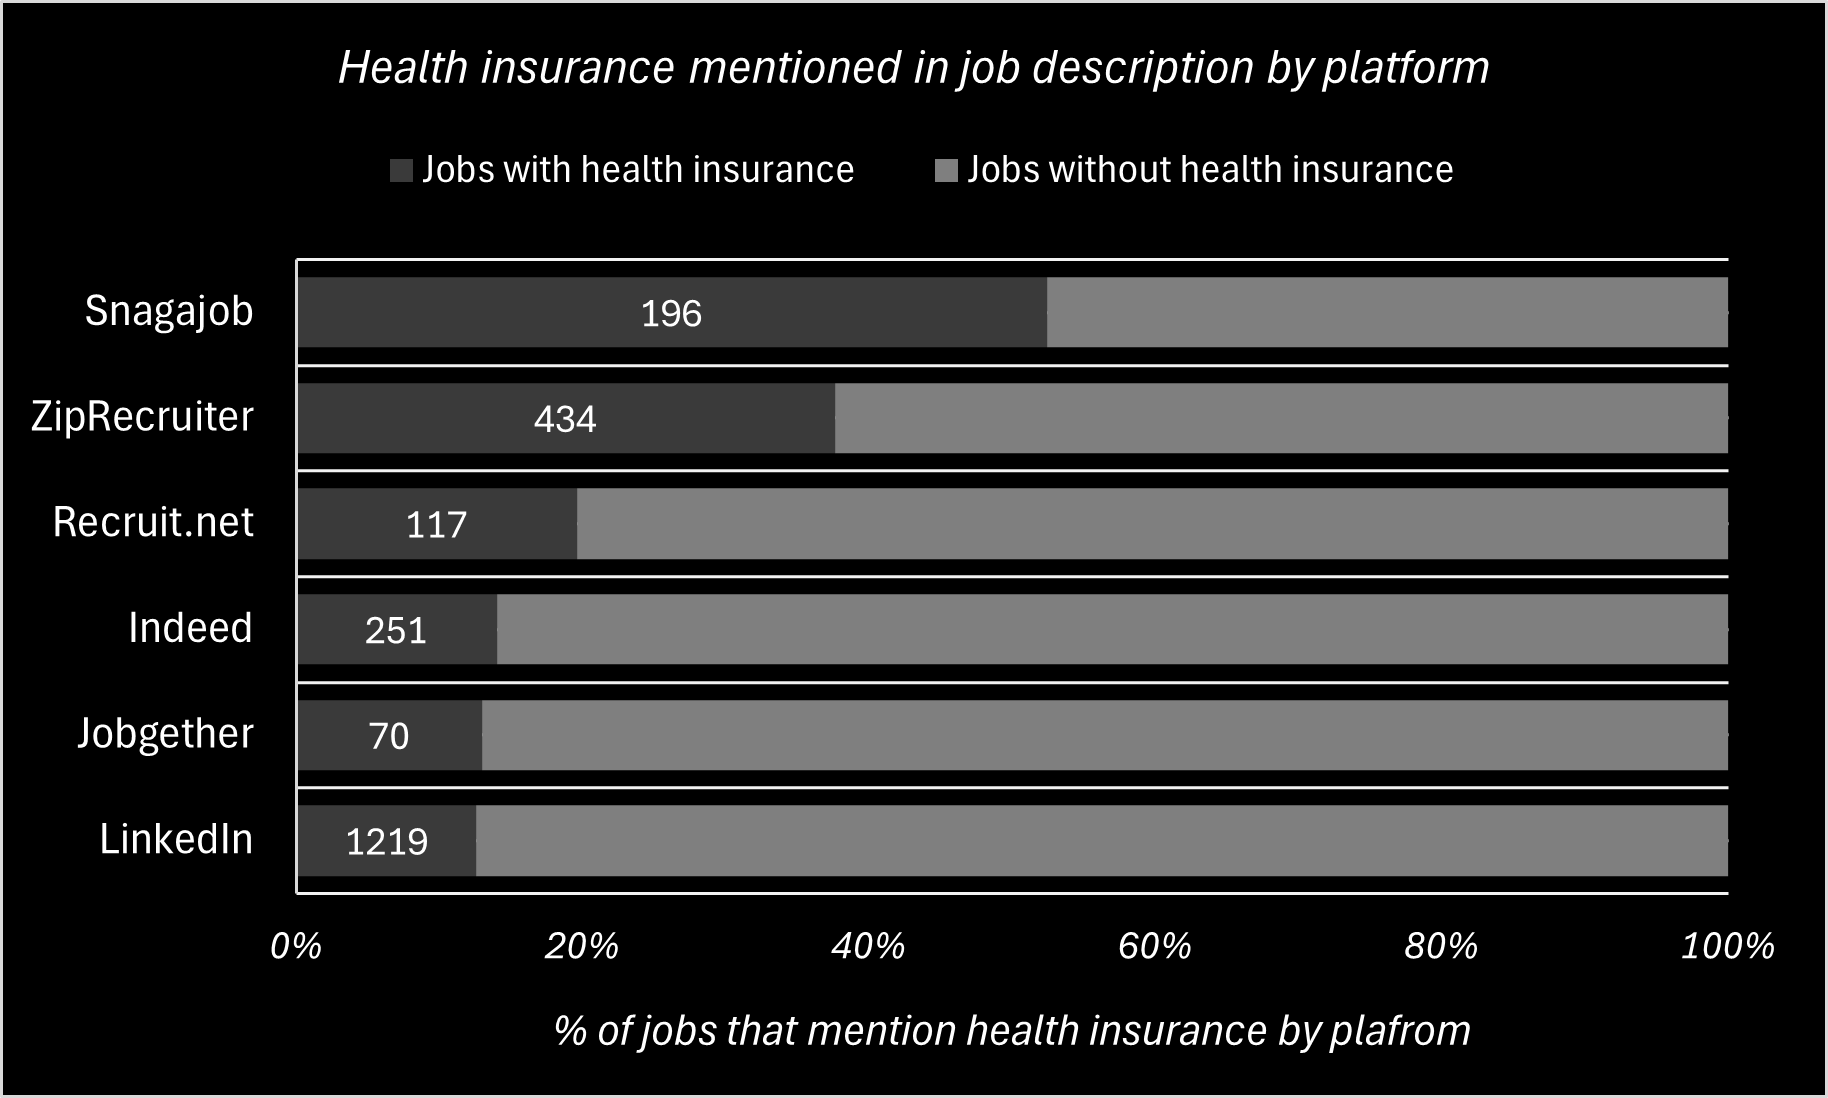 Health insurance mentioned in job description by platform
Jobs with health insurance
Jobs without health insurance
Snagajob
196
ZipRecruiter
434
Recruit.net
117
Indeed
251
Jobgether
70
LinkedIn
1219
0% 20% 40% 60% 80% 100%
% of jobs that mention health insurance by plafrom